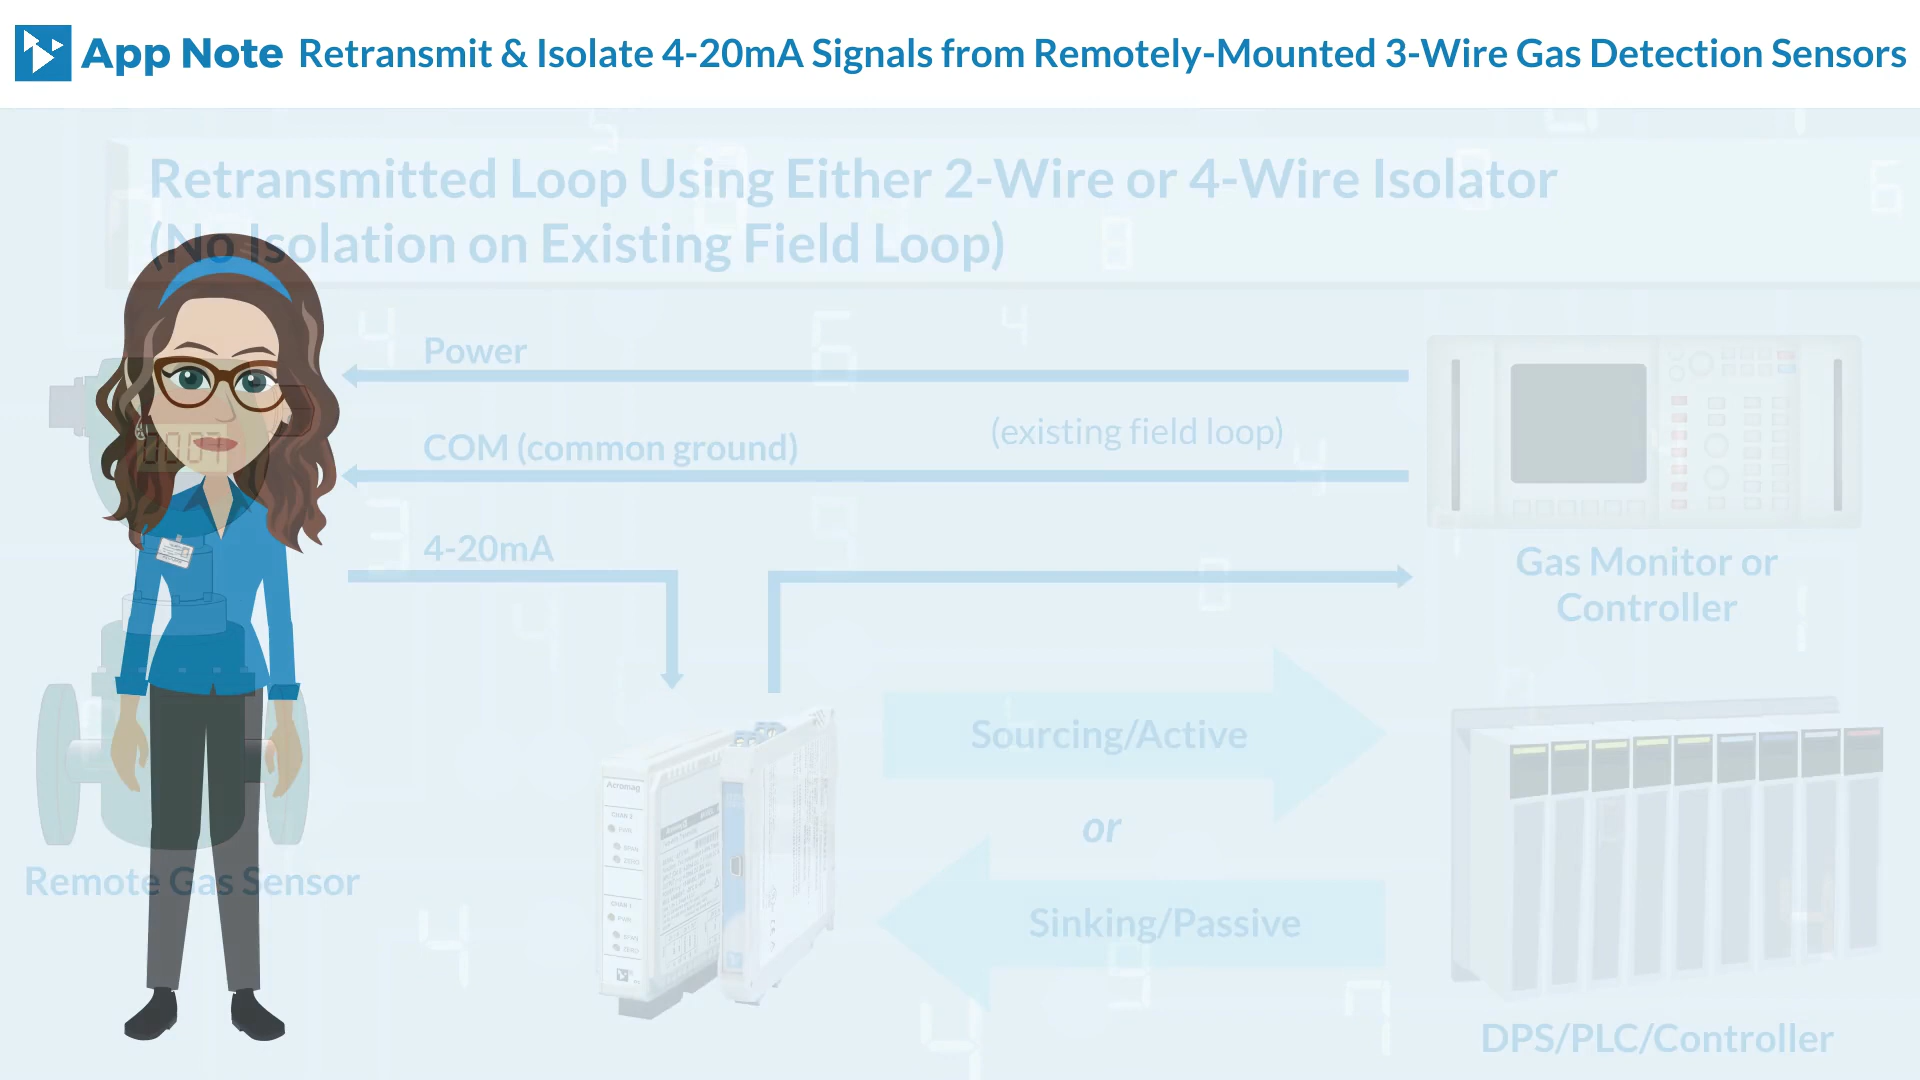 App Note Retransmit & Isolate 4-20mA Signals from Remotely-Mounted 3-Wire Gas Detection Sensors
Retransmitted Loop Using Either 2-Wire or 4-Wire Isolator
(No Isolation on Existing Field Loop)
Power
COM (common ground)
(existing field loop)
4-20mA
Gas Monitor or
Controller
Sourcing/Active
or
Sinking/Passive
Remote Gas Sensor
DPS/PLC/Controller
Acromag